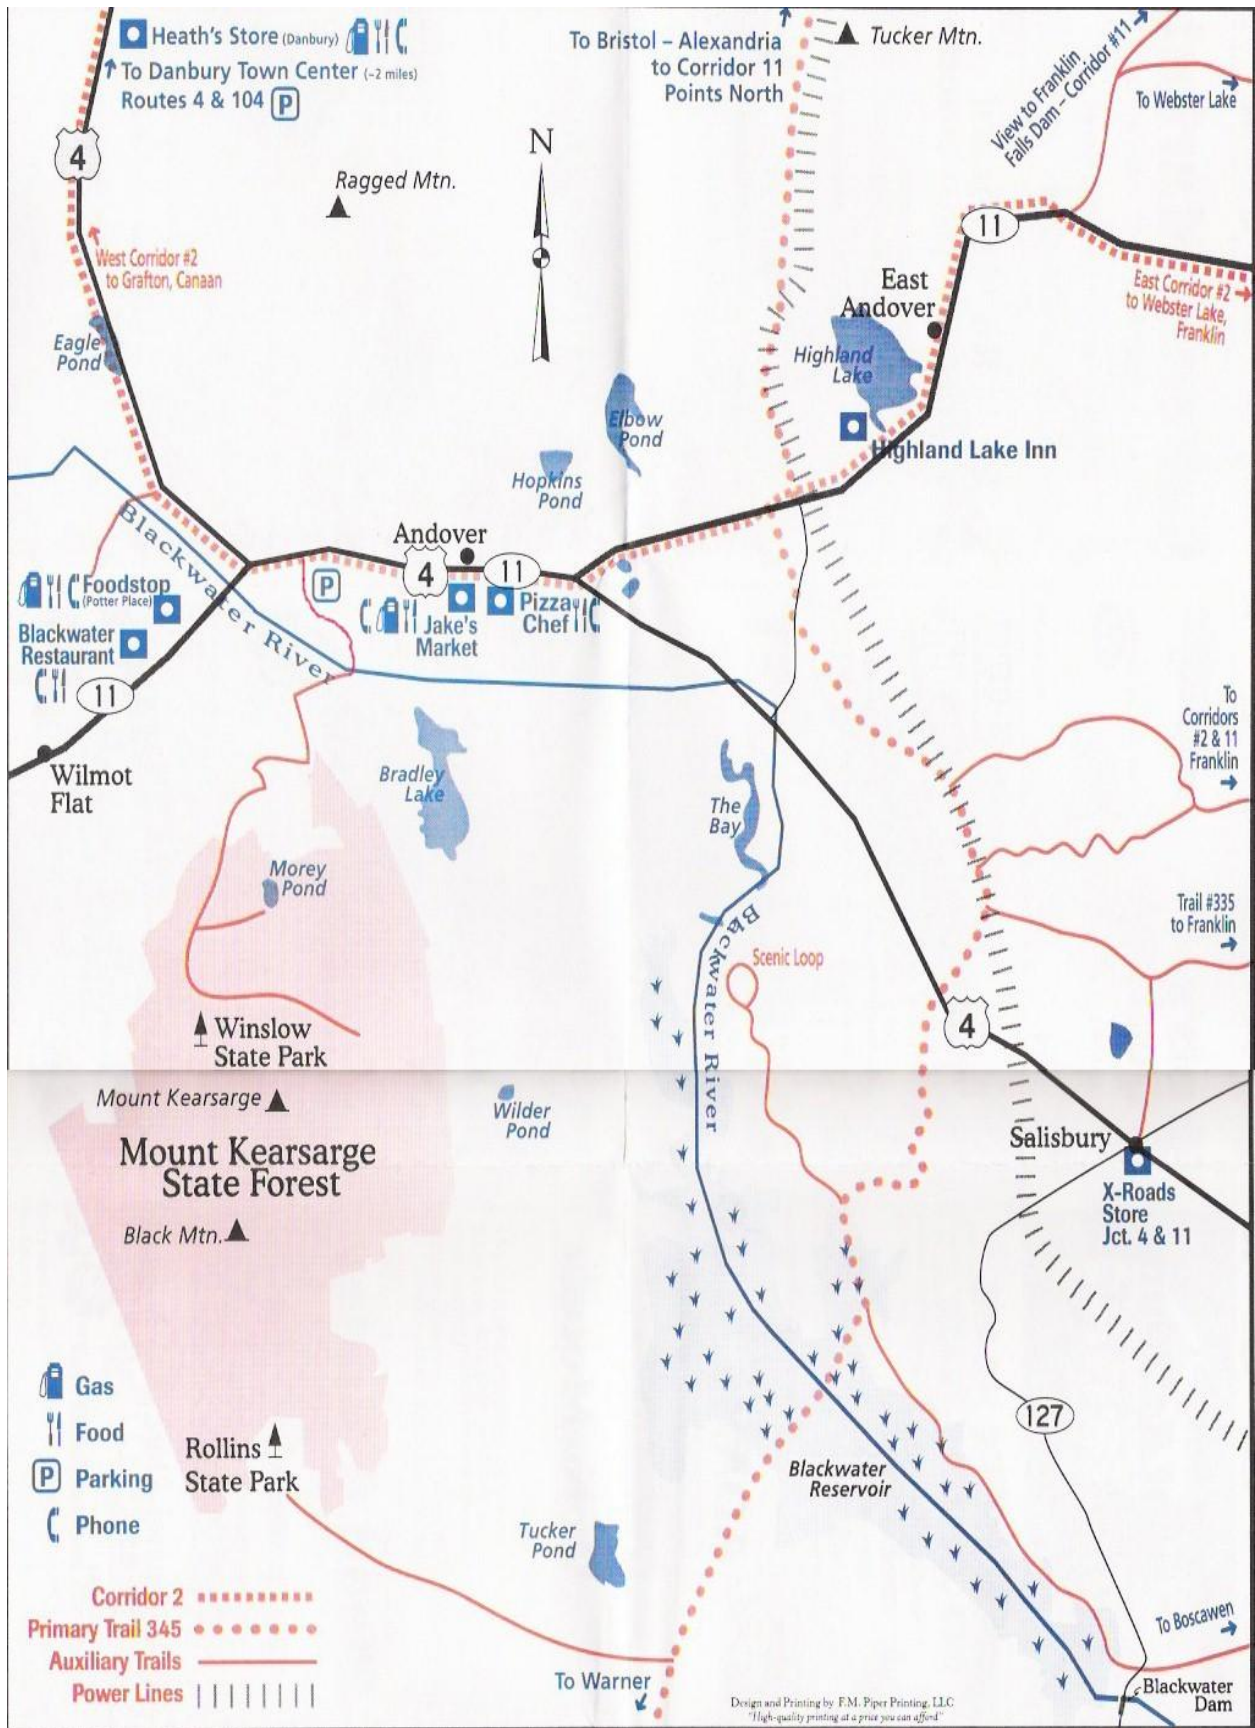 Heath's Store (Danbury)
To Danbury Town Center (~2 miles)
Routes 4 & 104 P
To Bristol – Alexandria
to Corridor 11
Points North
Tucker Mtn.
View to Franklin
Falls Dam – Corridor #11
To Webster Lake
4
N
Ragged Mtn.
11
West Corridor #2
to Grafton, Canaan
East
Andover
East Corridor #2
to Webster Lake,
Franklin
Eagle
Pond
Highland
Lake
Elbow
Pond
Highland Lake Inn
Hopkins
Pond
Blackwater River
Andover
4
11
P
Foodstop
(Potter Place)
Pizza
Chef
Jake's
Market
Blackwater
Restaurant
11
Wilmot
Flat
To
Corridors
#2 & 11
Franklin
Bradley
Lake
The
Bay
Morey
Pond
Trail #335
to Franklin
Blackwater River
Scenic Loop
Winslow
State Park
4
Mount Kearsarge
Wilder
Pond
Salisbury
Mount Kearsarge
State Forest
X-Roads
Store
Jct. 4 & 11
Black Mtn.
Gas
Food
P Parking
Phone
127
Rollins
State Park
Blackwater
Reservoir
Tucker
Pond
Corridor 2
Primary Trail 345
Auxiliary Trails
Power Lines
To Boscawen
To Warner
Blackwater
Dam
Design and Printing by F.M. Piper Printing, LLC
"High-quality printing at a price you can afford"